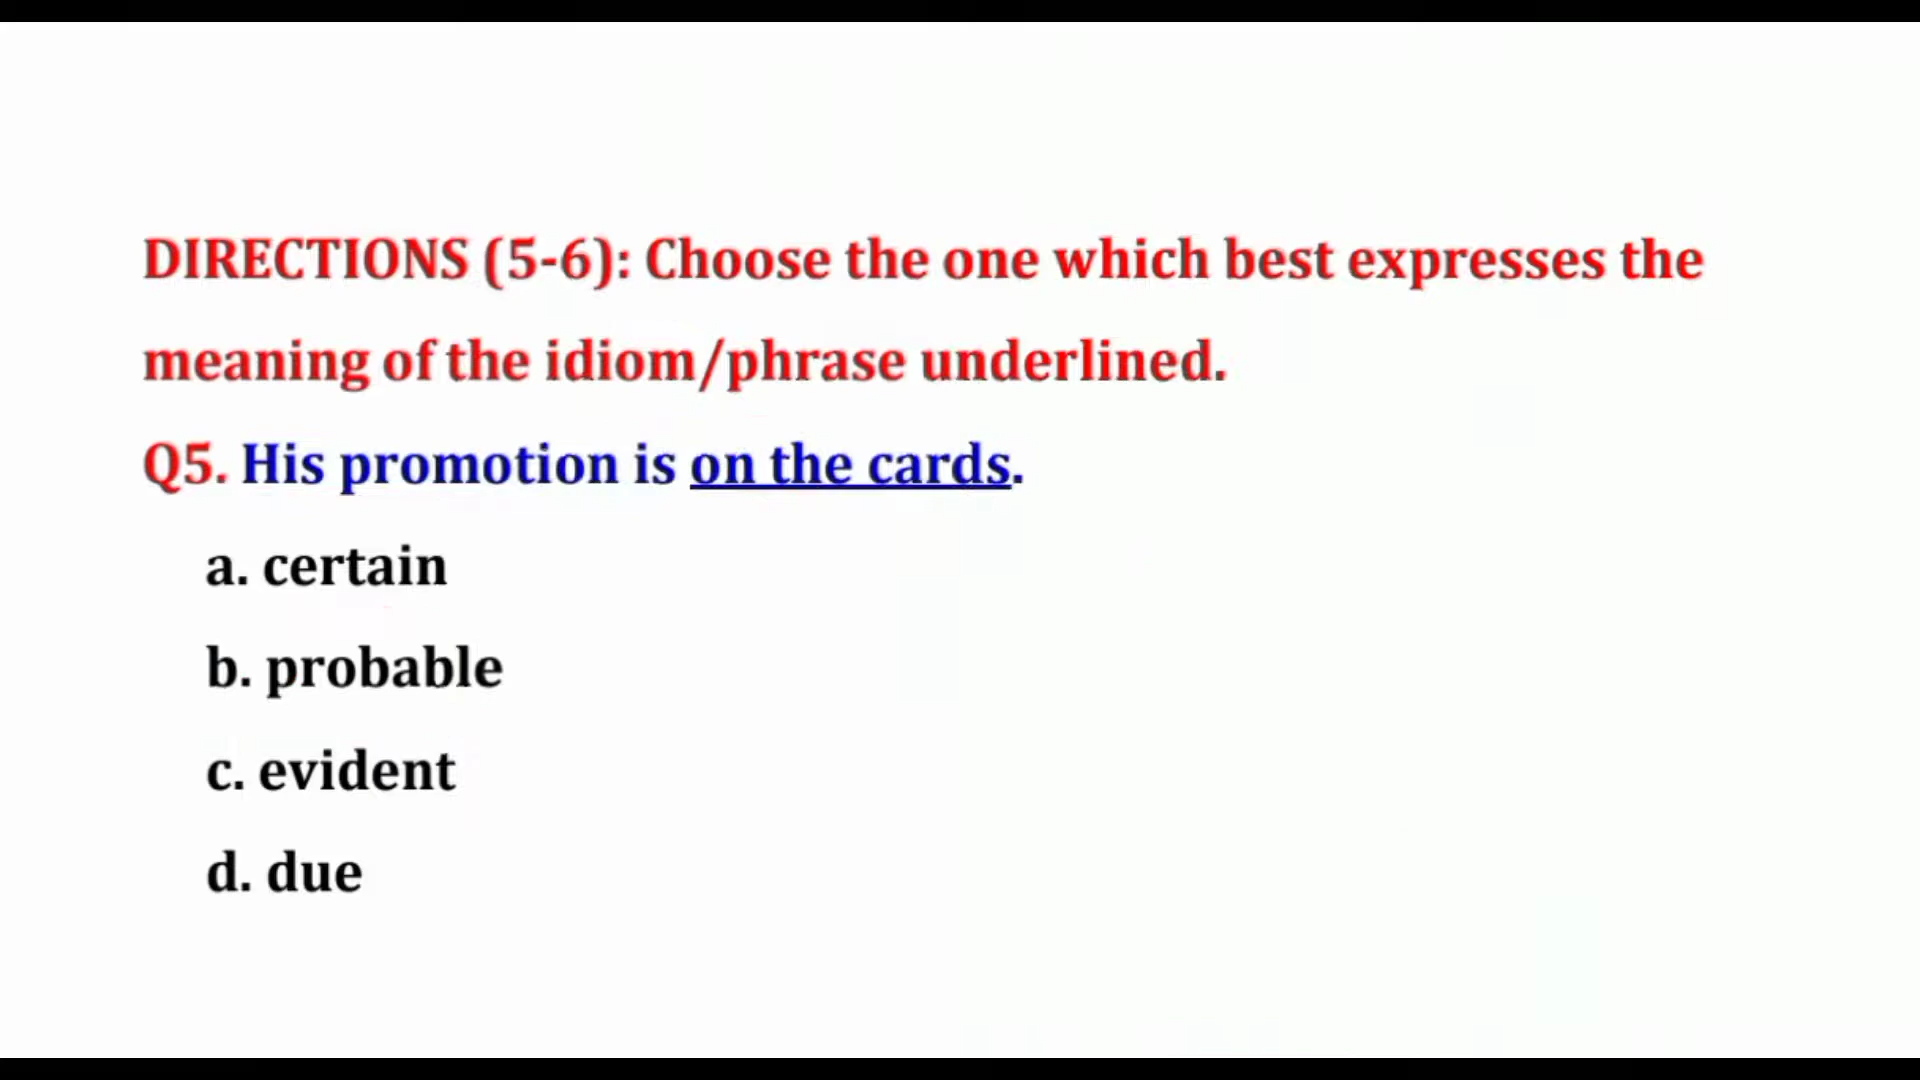 DIRECTIONS (5-6): Choose the one which best expresses the
meaning of the idiom/phrase underlined.
Q5. His promotion is on the cards.
a. certain
b. probable
c. evident
d. due